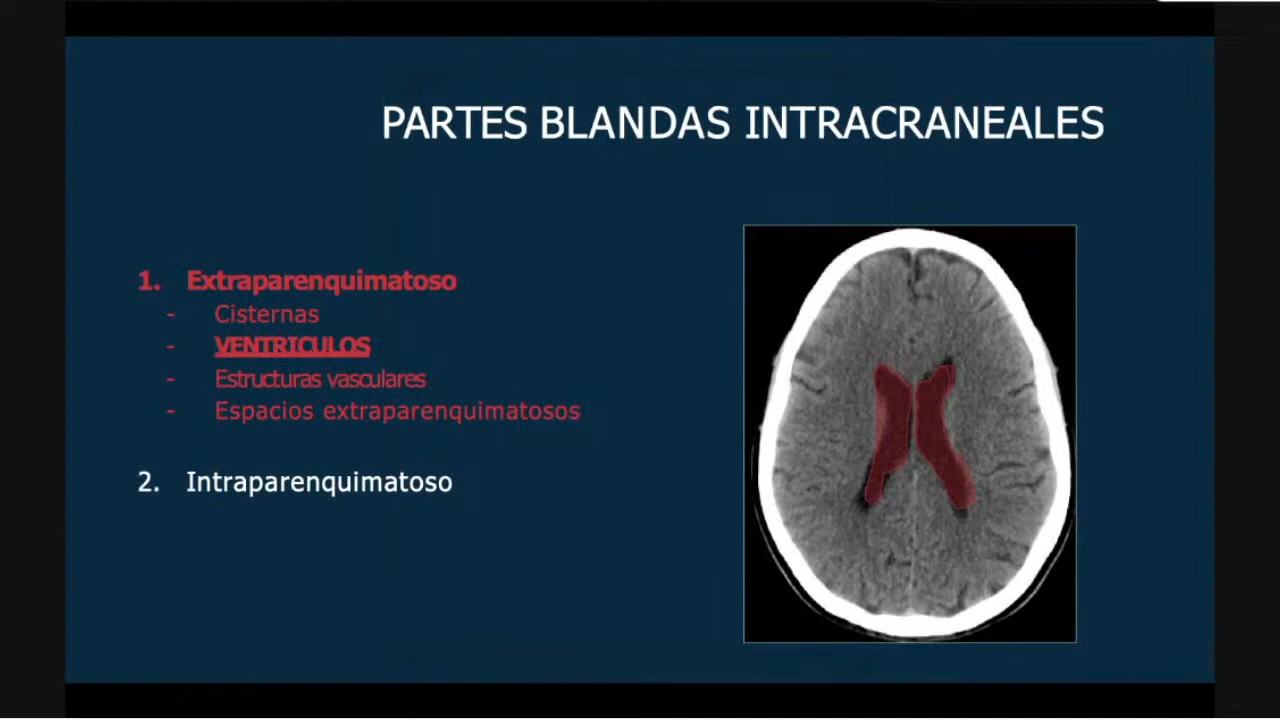 PARTES BLANDAS INTRACRANEALES
1. Extraparenquimatoso
- Cisternas
- VENTRICULOS
- Estructuras vasculares
- Espacios extraparenquimatosos
2. Intraparenquimatoso